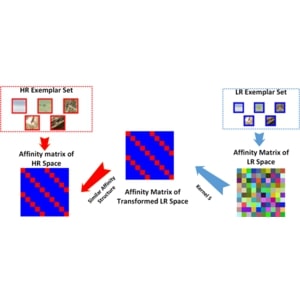 HR Exemplar Set
LR Exemplar Set
Affinity matrix of
HR Space
Affinity Matrix of
LR Space
Similar Affinity
Structure
Kernel S
Affinity Matrix of
Transformed LR Space